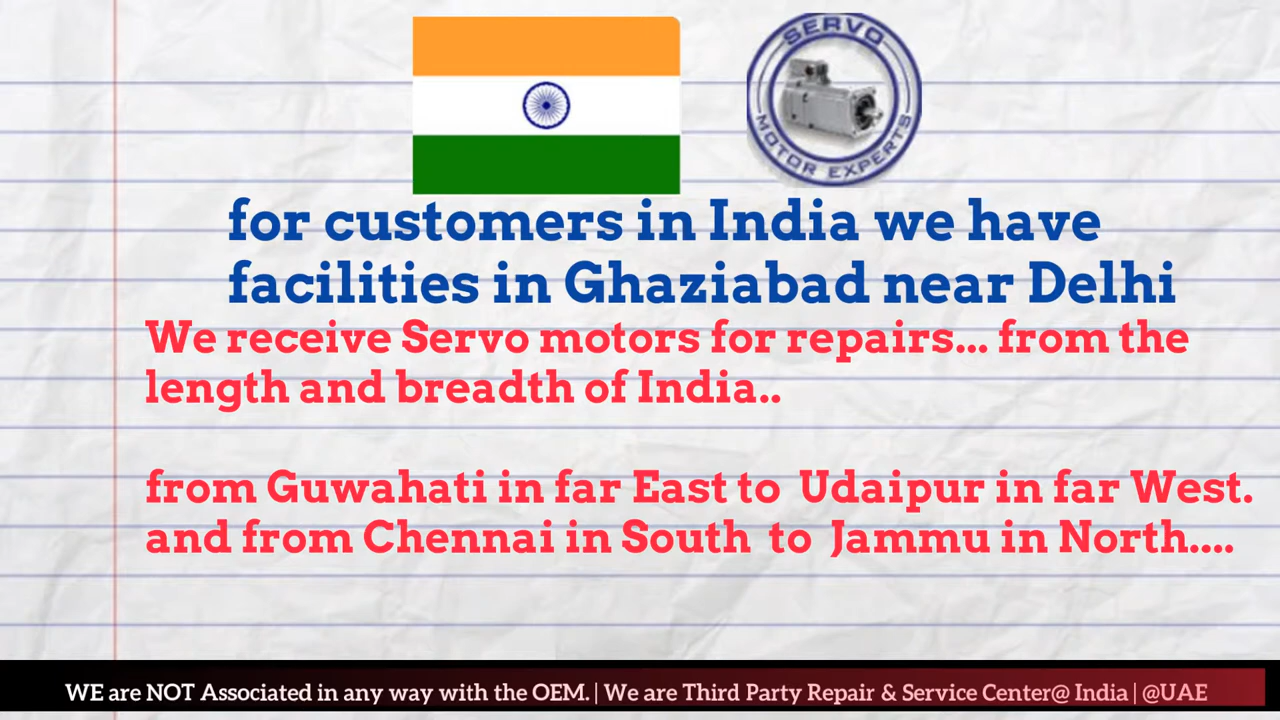 SERVO
MOTOR EXPERTS
for customers in India we have
facilities in Ghaziabad near Delhi
We receive Servo motors for repairs... from the
length and breadth of India..
from Guwahati in far East to Udaipur in far West.
and from Chennai in South to Jammu in North....
WE are NOT Associated in any way with the OEM. | We are Third Party Repair & Service Center@ India | @UAE